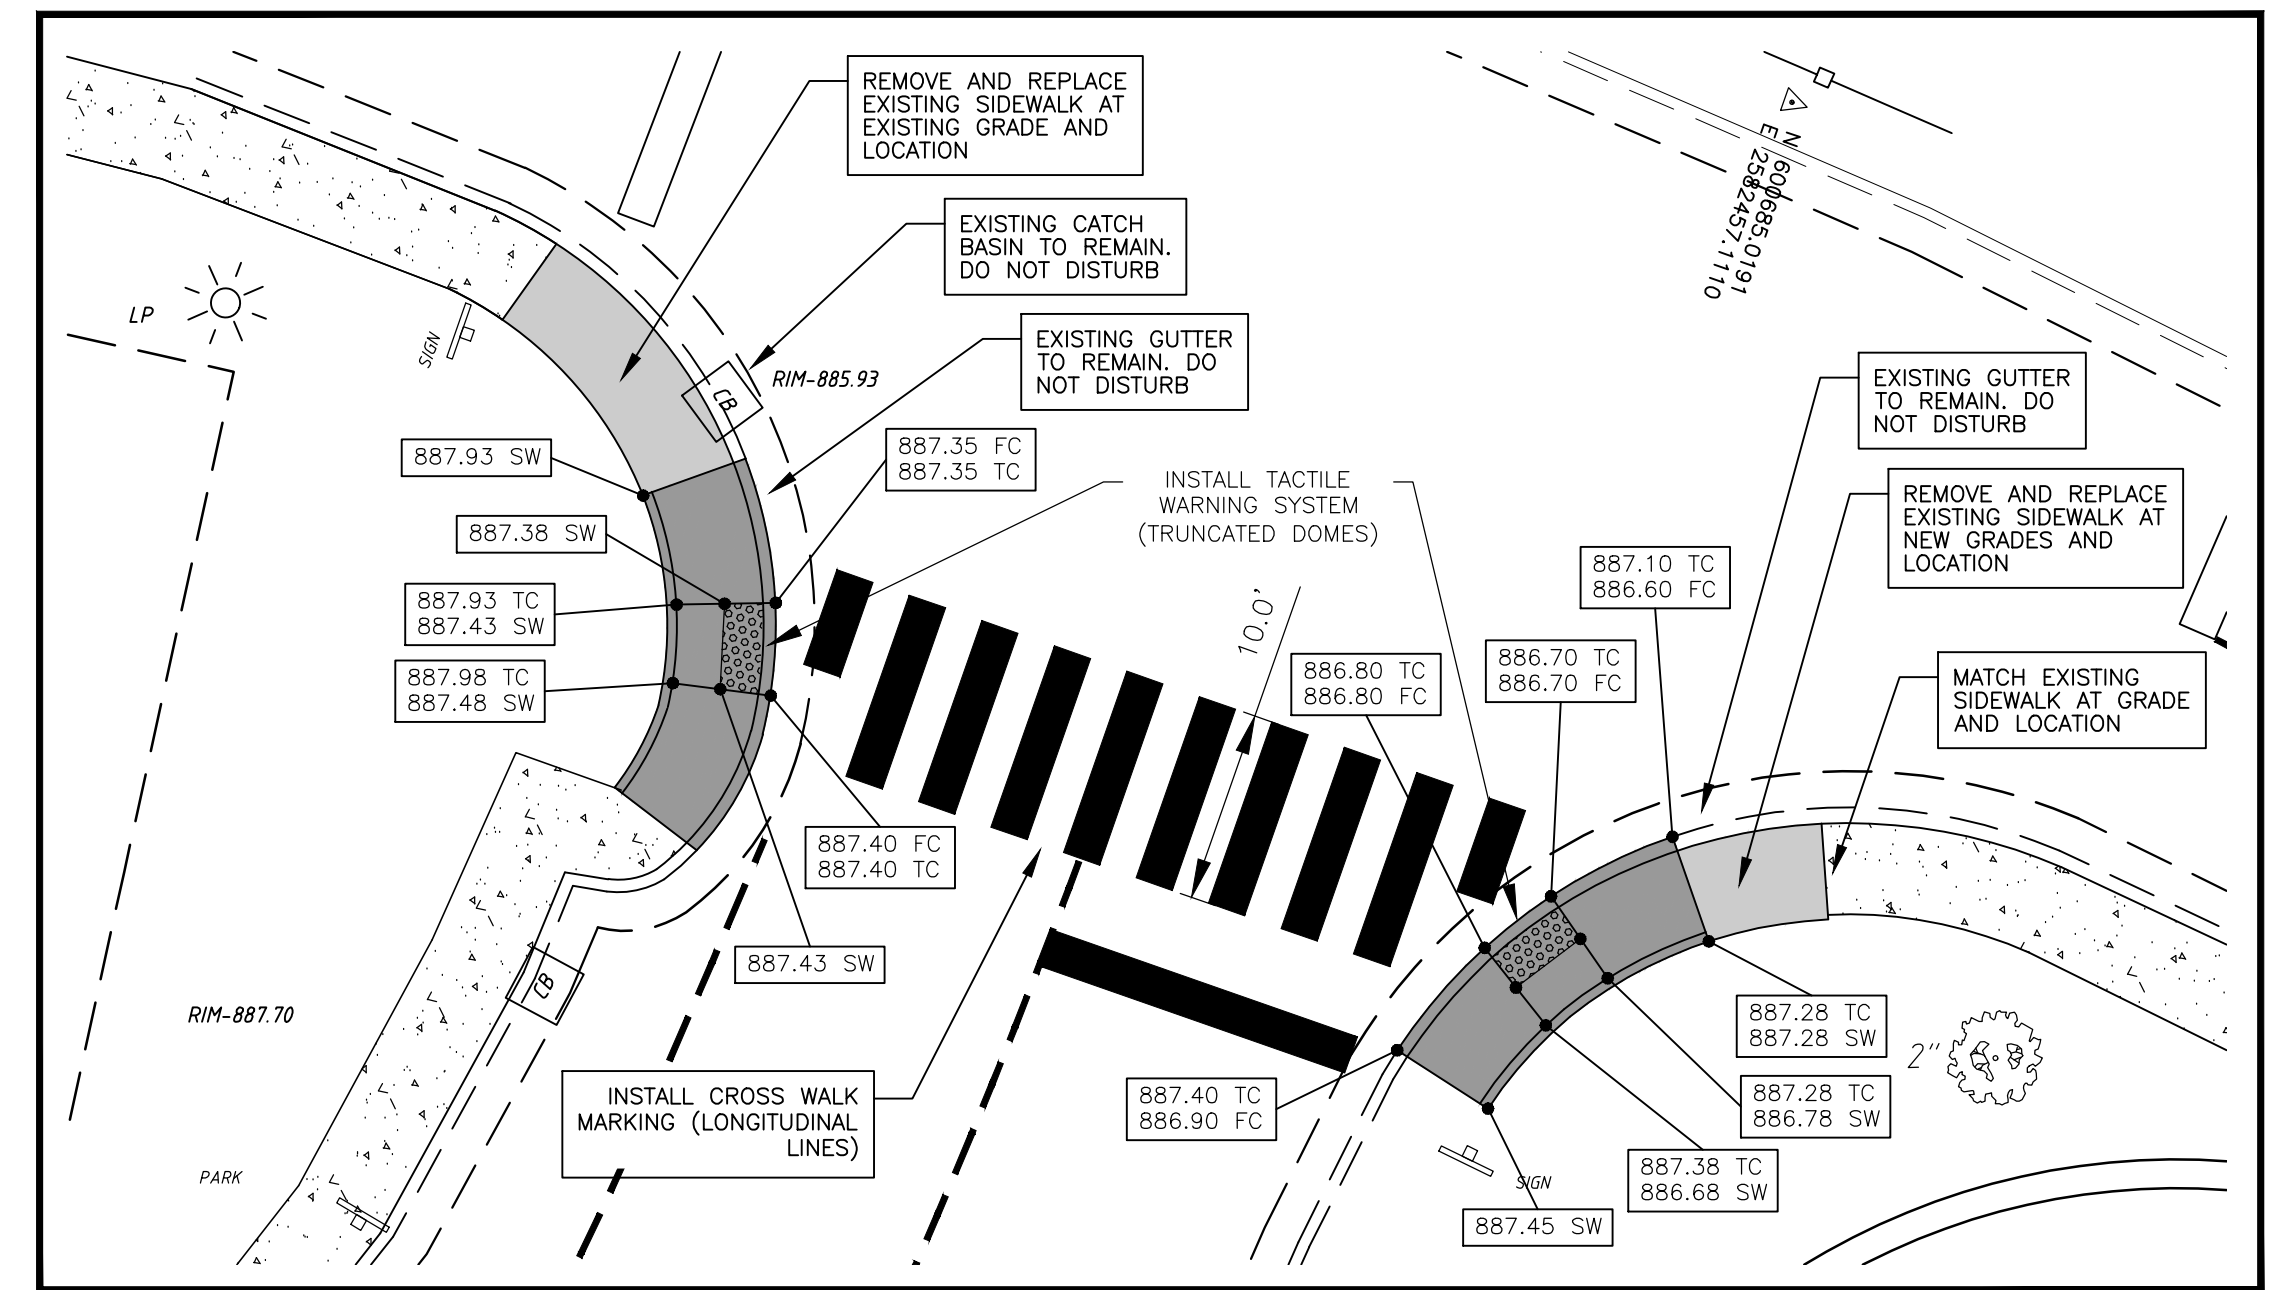 REMOVE AND REPLACE
EXISTING SIDEWALK AT
EXISTING GRADE AND
LOCATION
EXISTING CATCH
BASIN TO REMAIN.
DO NOT DISTURB
EXISTING GUTTER
TO REMAIN. DO
NOT DISTURB
N 600685.0191
E 2582457.1110
LP
SIGN
CB
RIM-885.93
EXISTING GUTTER
TO REMAIN. DO
NOT DISTURB
887.93 SW
887.35 FC
887.35 TC
INSTALL TACTILE
WARNING SYSTEM
(TRUNCATED DOMES)
REMOVE AND REPLACE
EXISTING SIDEWALK AT
NEW GRADES AND
LOCATION
887.38 SW
887.10 TC
886.60 FC
887.93 TC
887.43 SW
10.0'
886.80 TC
886.80 FC
886.70 TC
886.70 FC
887.98 TC
887.48 SW
MATCH EXISTING
SIDEWALK AT GRADE
AND LOCATION
887.40 FC
887.40 TC
887.43 SW
CB
RIM-887.70
887.28 TC
887.28 SW
2"
INSTALL CROSS WALK
MARKING (LONGITUDINAL
LINES)
887.40 TC
886.90 FC
887.28 TC
886.78 SW
887.38 TC
886.68 SW
PARK
SIGN
887.45 SW